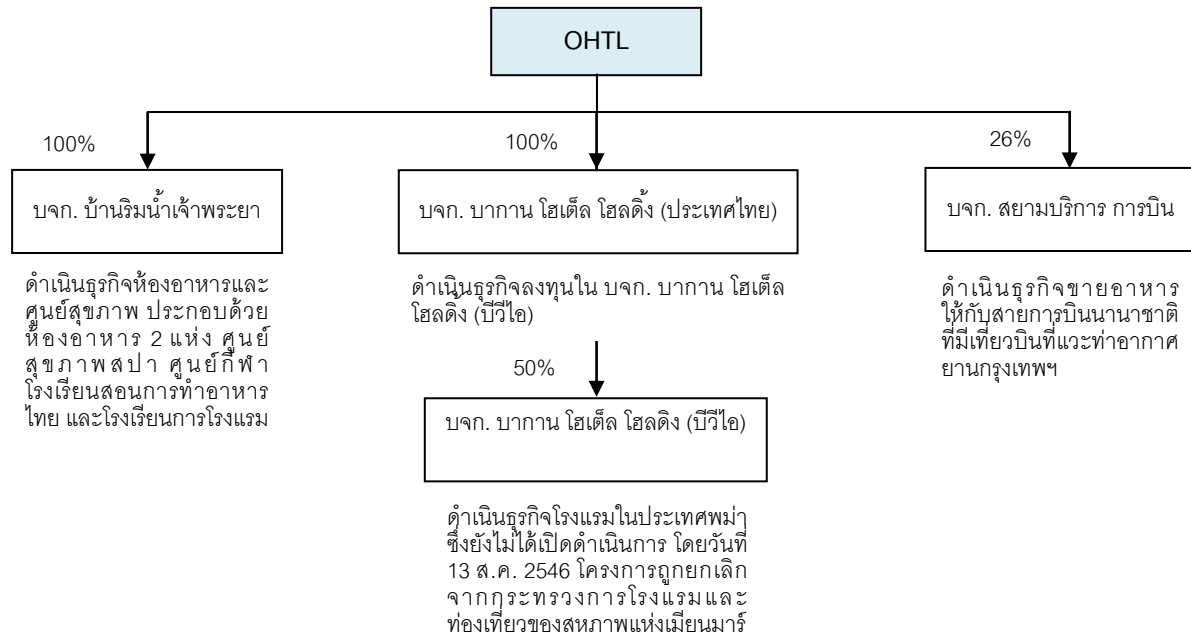 OHTL
100%
100%
26%
บจก. บ้านริมน้ำเจ้าพระยา
บจก. บากาน โฮเต็ล โฮลดิ้ง (ประเทศไทย)
บจก. สยามบริการ การบิน
ดำเนินธุรกิจห้องอาหารและ
ศูนย์สุขภาพ ประกอบด้วย
ห้องอาหาร 2 แห่ง ศูนย์
สุขภาพสปา ศูนย์กีฬา
โรงเรียนสอนการทำอาหาร
ไทย และโรงเรียนการโรงแรม
ดำเนินธุรกิจลงทุนใน บจก. บากาน โฮเต็ล
โฮลดิ้ง (บีวีไอ)
ดำเนินธุรกิจขายอาหาร
ให้กับสายการบินนานาชาติ
ที่มีเที่ยวบินที่แวะท่าอากาศ
ยานกรุงเทพฯ
50%
บจก. บากาน โฮเต็ล โฮลดิง (บีวีไอ)
ดำเนินธุรกิจโรงแรมในประเทศพม่า
ซึ่งยังไม่ได้เปิดดำเนินการ โดยวันที่
13 ส.ค. 2546 โครงการถูกยกเลิก
จากกระทรวงการโรงแรมและ
ท่องเที่ยวของสหภาพแห่งเมียนมาร์